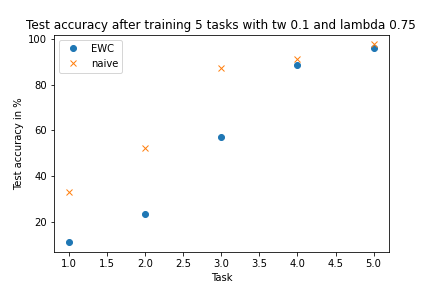 Test accuracy after training 5 tasks with tw 0.1 and lambda 0.75
100
EWC
naive
80
60
40
20
Test accuracy in %
1.0 1.5 2.0 2.5 3.0 3.5 4.0 4.5 5.0
Task